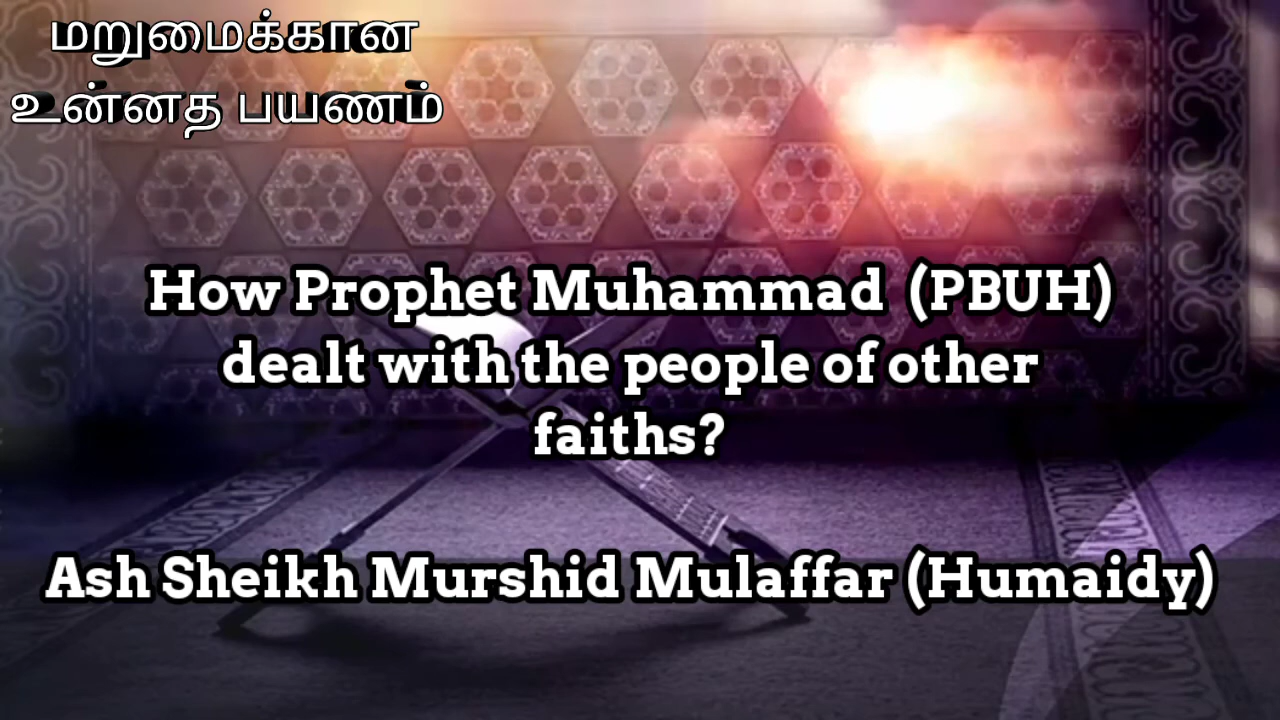 மறுமைக்கான
உன்னத பயணம்
How Prophet Muhammad (PBUH)
dealt with the people of other
faiths?
Ash Sheikh Murshid Mulaffar (Humaidy)